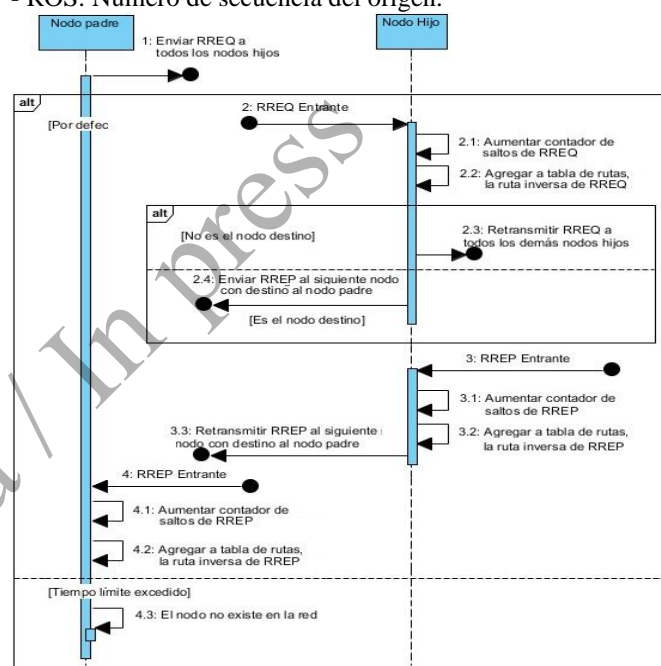 - ROS: Número de secuencia del origen.
Nodo padre
Nodo Hijo
1: Enviar RREQ a
todos los nodos hijos
alt
[Por defec
2: RREQ Entrante
2.1: Aumentar contador de
saltos de RREQ
2.2: Agregar a tabla de rutas,
la ruta inversa de RREQ
alt
[No es el nodo destino]
2.3: Retransmitir RREQ a
todos los demás nodos hijos
2.4: Enviar RREP al siguiente nodo
con destino al nodo padre
[Es el nodo destino]
3: RREP Entrante
3.1: Aumentar contador de
saltos de RREP
3.2: Agregar a tabla de rutas,
la ruta inversa de RREP
3.3: Retransmitir RREP al siguiente
nodo con destino al nodo padre
4: RREP Entrante
4.1: Aumentar contador de
saltos de RREP
4.2: Agregar a tabla de rutas,
la ruta inversa de RREP
[Tiempo límite excedido]
4.3: El nodo no existe en la red
/ In press